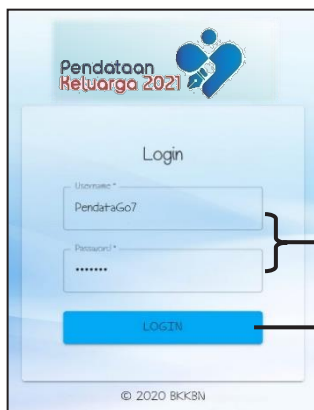 Pendataan
Keluarga 2021
Login
Username *
PendataGo7
Password *
•••••••
LOGIN
© 2020 BKKBN